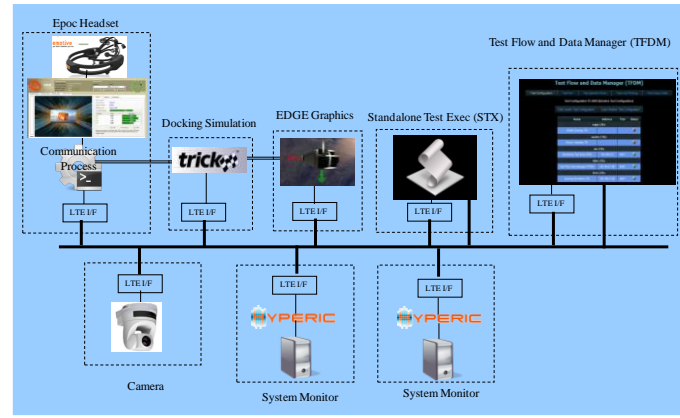 Epoc Headset
Test Flow and Data Manager (TFDM)
emotiv
Test Flow and Data Manager (TFDM)
Docking Simulation
EDGE Graphics
Standalone Test Exec (STX)
Communication
Process
trick
LTE I/F
LTE I/F
LTE I/F
LTE I/F
LTE I/F
LTE I/F
LTE I/F
LTE I/F
HYPERIC
HYPERIC
Camera
System Monitor
System Monitor